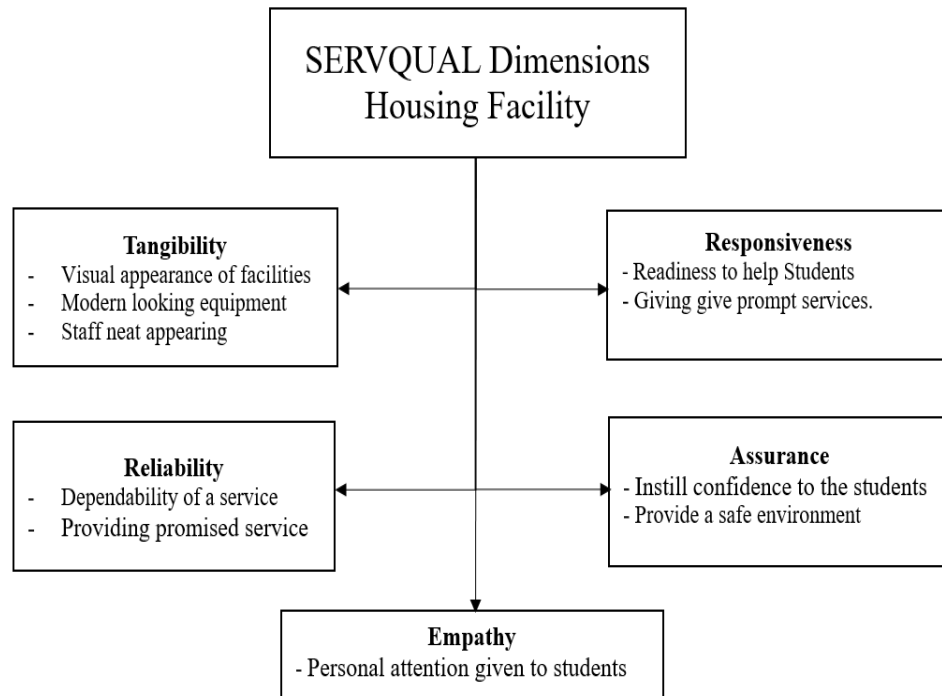 SERVQUAL Dimensions
Housing Facility
Tangibility
- Visual appearance of facilities
- Modern looking equipment
- Staff neat appearing
Responsiveness
- Readiness to help Students
- Giving give prompt services.
Reliability
- Dependability of a service
- Providing promised service
Assurance
- Instill confidence to the students
- Provide a safe environment
Empathy
- Personal attention given to students